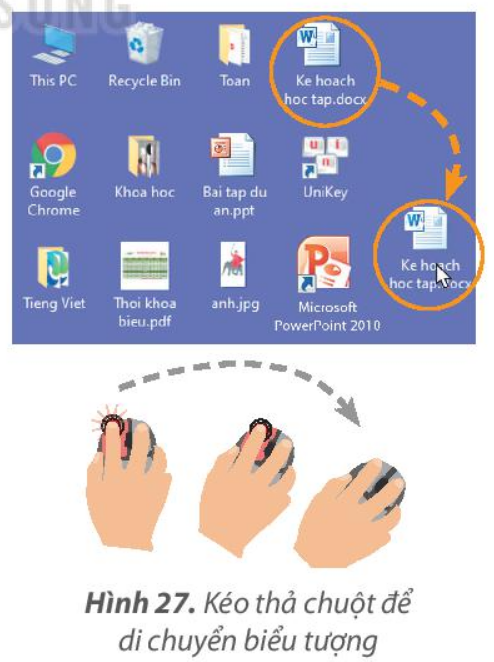 SONG
This PC
Recycle Bin
Toan
Ke hoach
hoc tap.docx
Google
Chrome
Khoa hoc
Bai tap du
an.ppt
UniKey
Ke hoach
hoc tap.docx
Tieng Viet
Thoi khoa
bieu.pdf
anh.jpg
Microsoft
PowerPoint 2010
Hình 27. Kéo thả chuột để
di chuyển biểu tượng